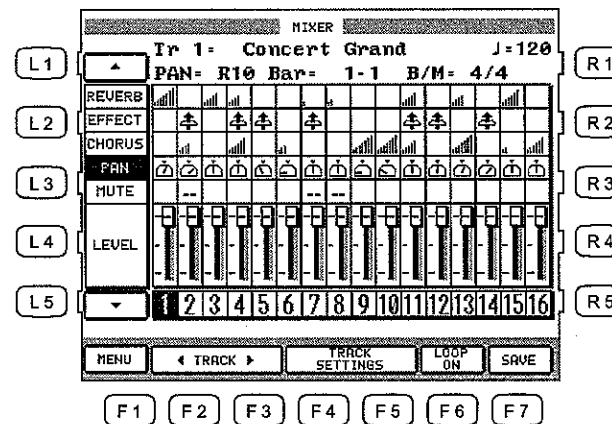 MIXER
Tr 1: Concert Grand ♩=120
PAN= R10 Bar= 1-1 B/M= 4/4
L1
R1
REVERB
EFFECT
L2
R2
CHORUS
PAN
L3
R3
MUTE -- -- --
L4
LEVEL
R4
L5
1 2 3 4 5 6 7 8 9 10 11 12 13 14 15 16
R5
MENU
TRACK
TRACK SETTINGS
LOOP ON
SAVE
F1 F2 F3 F4 F5 F6 F7